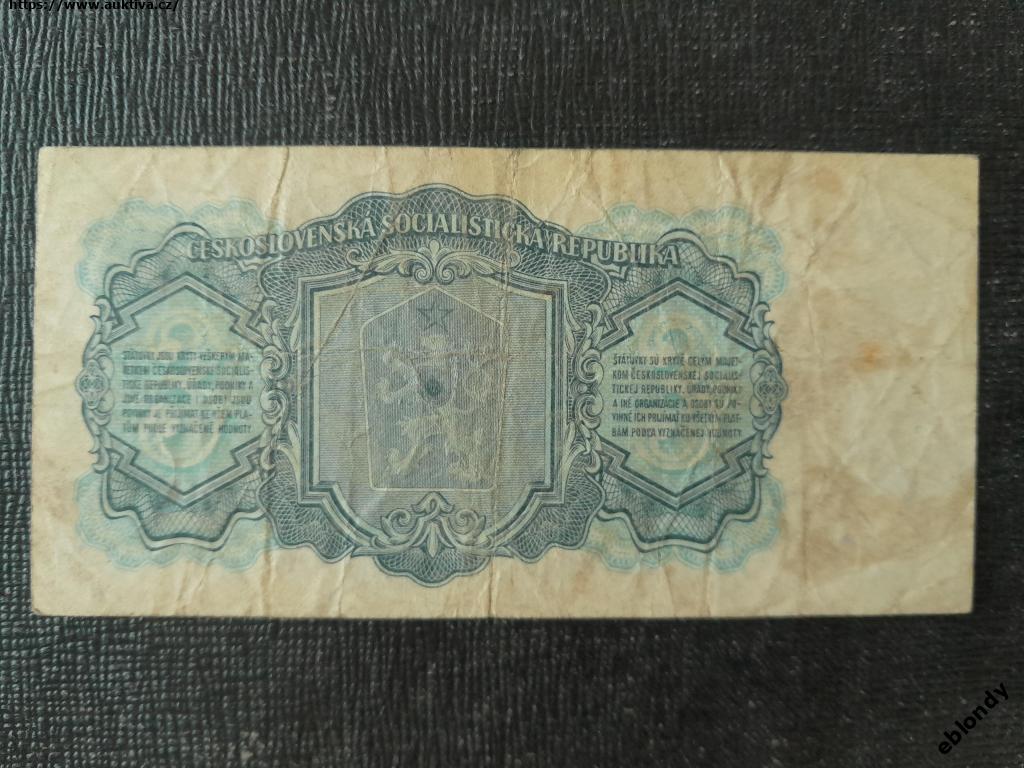 https://www.auktiva.cz/
ČESKOSLOVENSKÁ SOCIALISTICKÁ REPUBLIKA
STÁTOVKY JSOU KRYTY VEŠKERÝM MA-
JETKEM ČESKOSLOVENSKÉ SOCIALIS-
TICKÉ REPUBLIKY. ÚŘADY, PODNIKY A
JINÉ ORGANIZACE I OSOBY JSOU
POVINNY JE PŘIJÍMAT KE VŠEM PLA-
TŮM PODLE VYZNAČENÉ HODNOTY.
ŠTÁTOVKY SÚ KRYTÉ CELÝM MAJET-
KOM ČESKOSLOVENSKEJ SOCIALIS-
TICKEJ REPUBLIKY. ÚRADY, PODNIKY
A INÉ ORGANIZÁCIE A OSOBY SÚ PO-
VINNÉ ICH PRIJÍMAŤ KU VŠETKÝM PLAT-
BÁM PODĽA VYZNAČENEJ HODNOTY.
3
3
eblondy